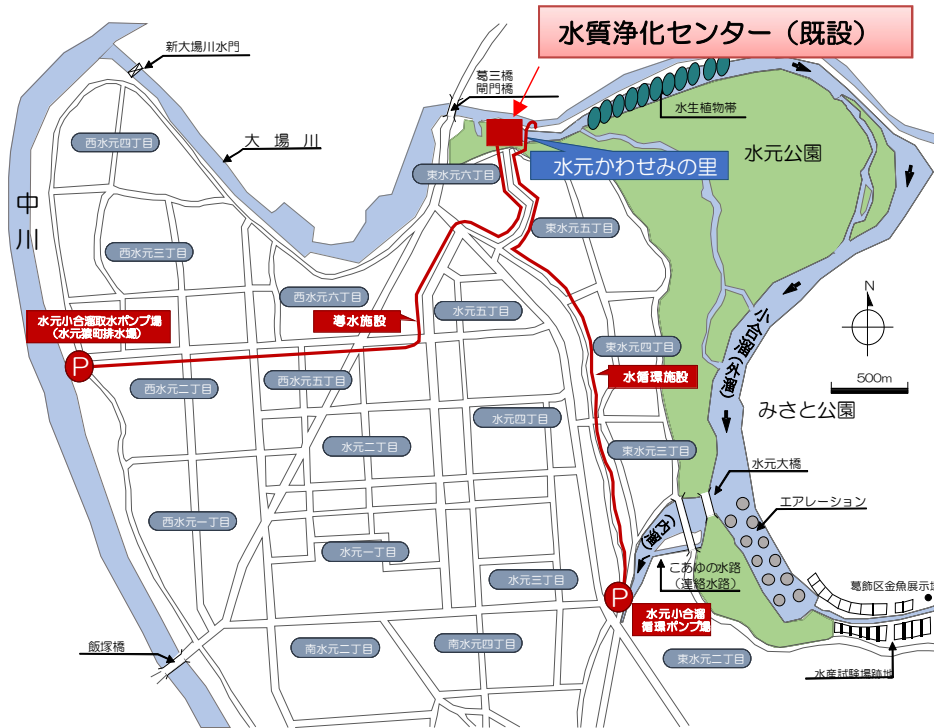 水質浄化センター（既設）
新大場川水門
葛三橋
閘門橋
水生植物帯
大 場 川
西水元四丁目
水元公園
水元かわせみの里
東水元六丁目
中川
東水元五丁目
西水元三丁目
西水元六丁目
水元五丁目
小合溜(外溜)
N
水元小合溜取水ポンプ場
（水元猿町排水場）
導水施設
東水元四丁目
P
水循環施設
500m
西水元二丁目
西水元五丁目
みさと公園
水元四丁目
水元二丁目
東水元三丁目
水元大橋
エアレーション
西水元一丁目
(内溜)
水元一丁目
こあゆの水路
（連絡水路）
水元三丁目
葛飾区金魚展示場
P
水元小合溜
循環ポンプ場
飯塚橋
南水元二丁目
南水元四丁目
東水元二丁目
水産試験場跡地